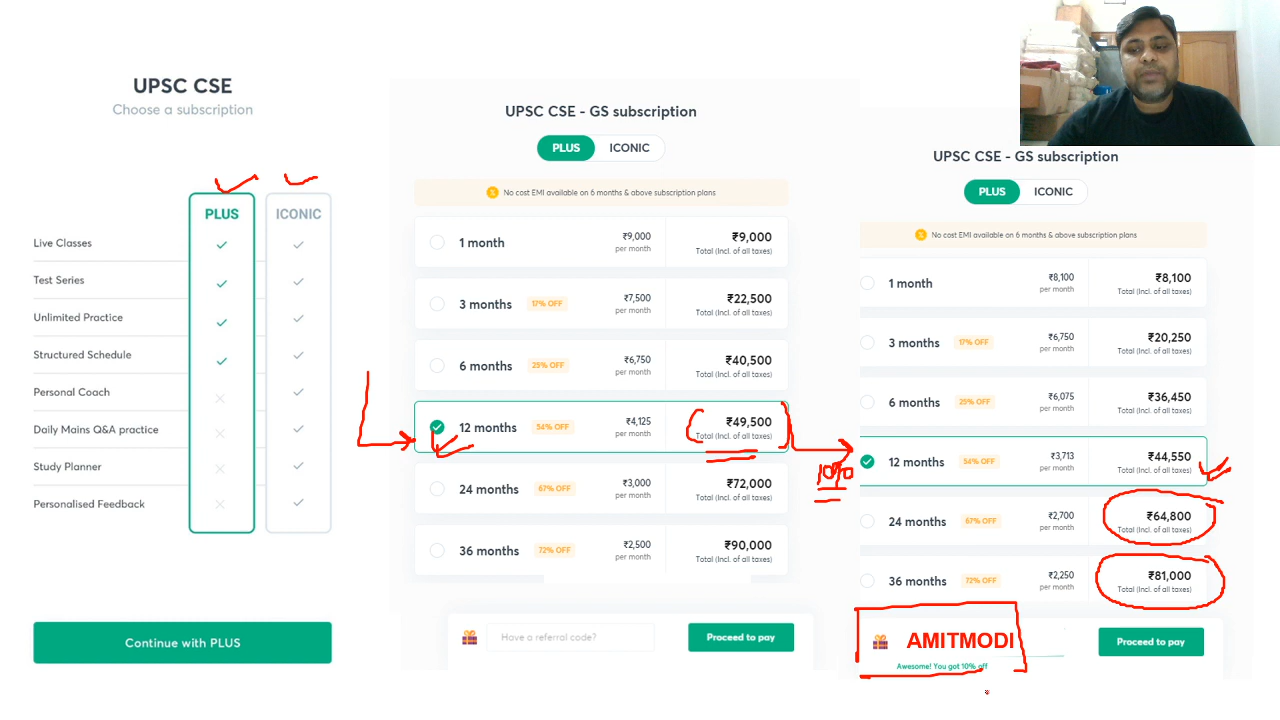 UPSC CSE
Choose a subscription
PLUS ICONIC
Live Classes
Test Series
Unlimited Practice
Structured Schedule
Personal Coach
Daily Mains Q&A practice
Study Planner
Personalised Feedback
Continue with PLUS
UPSC CSE - GS subscription
PLUS ICONIC
No cost EMI available on 6 months & above subscription plans
1 month ₹9,000 ₹9,000
per month Total (Incl. of all taxes)
3 months 17% OFF ₹7,500 ₹22,500
per month Total (Incl. of all taxes)
6 months 25% OFF ₹6,750 ₹40,500
per month Total (Incl. of all taxes)
12 months 54% OFF ₹4,125 ₹49,500
per month Total (Incl. of all taxes)
24 months 67% OFF ₹3,000 ₹72,000
per month Total (Incl. of all taxes)
36 months 72% OFF ₹2,500 ₹90,000
per month Total (Incl. of all taxes)
Have a referral code? Proceed to pay
10%
UPSC CSE - GS subscription
PLUS ICONIC
No cost EMI available on 6 months & above subscription plans
1 month ₹8,100 ₹8,100
per month Total (Incl. of all taxes)
3 months 17% OFF ₹6,750 ₹20,250
per month Total (Incl. of all taxes)
6 months 25% OFF ₹6,075 ₹36,450
per month Total (Incl. of all taxes)
12 months 54% OFF ₹3,713 ₹44,550
per month Total (Incl. of all taxes)
24 months 67% OFF ₹2,700 ₹64,800
per month Total (Incl. of all taxes)
36 months 72% OFF ₹2,250 ₹81,000
per month Total (Incl. of all taxes)
AMITMODI Proceed to pay
Awesome! You got 10% off